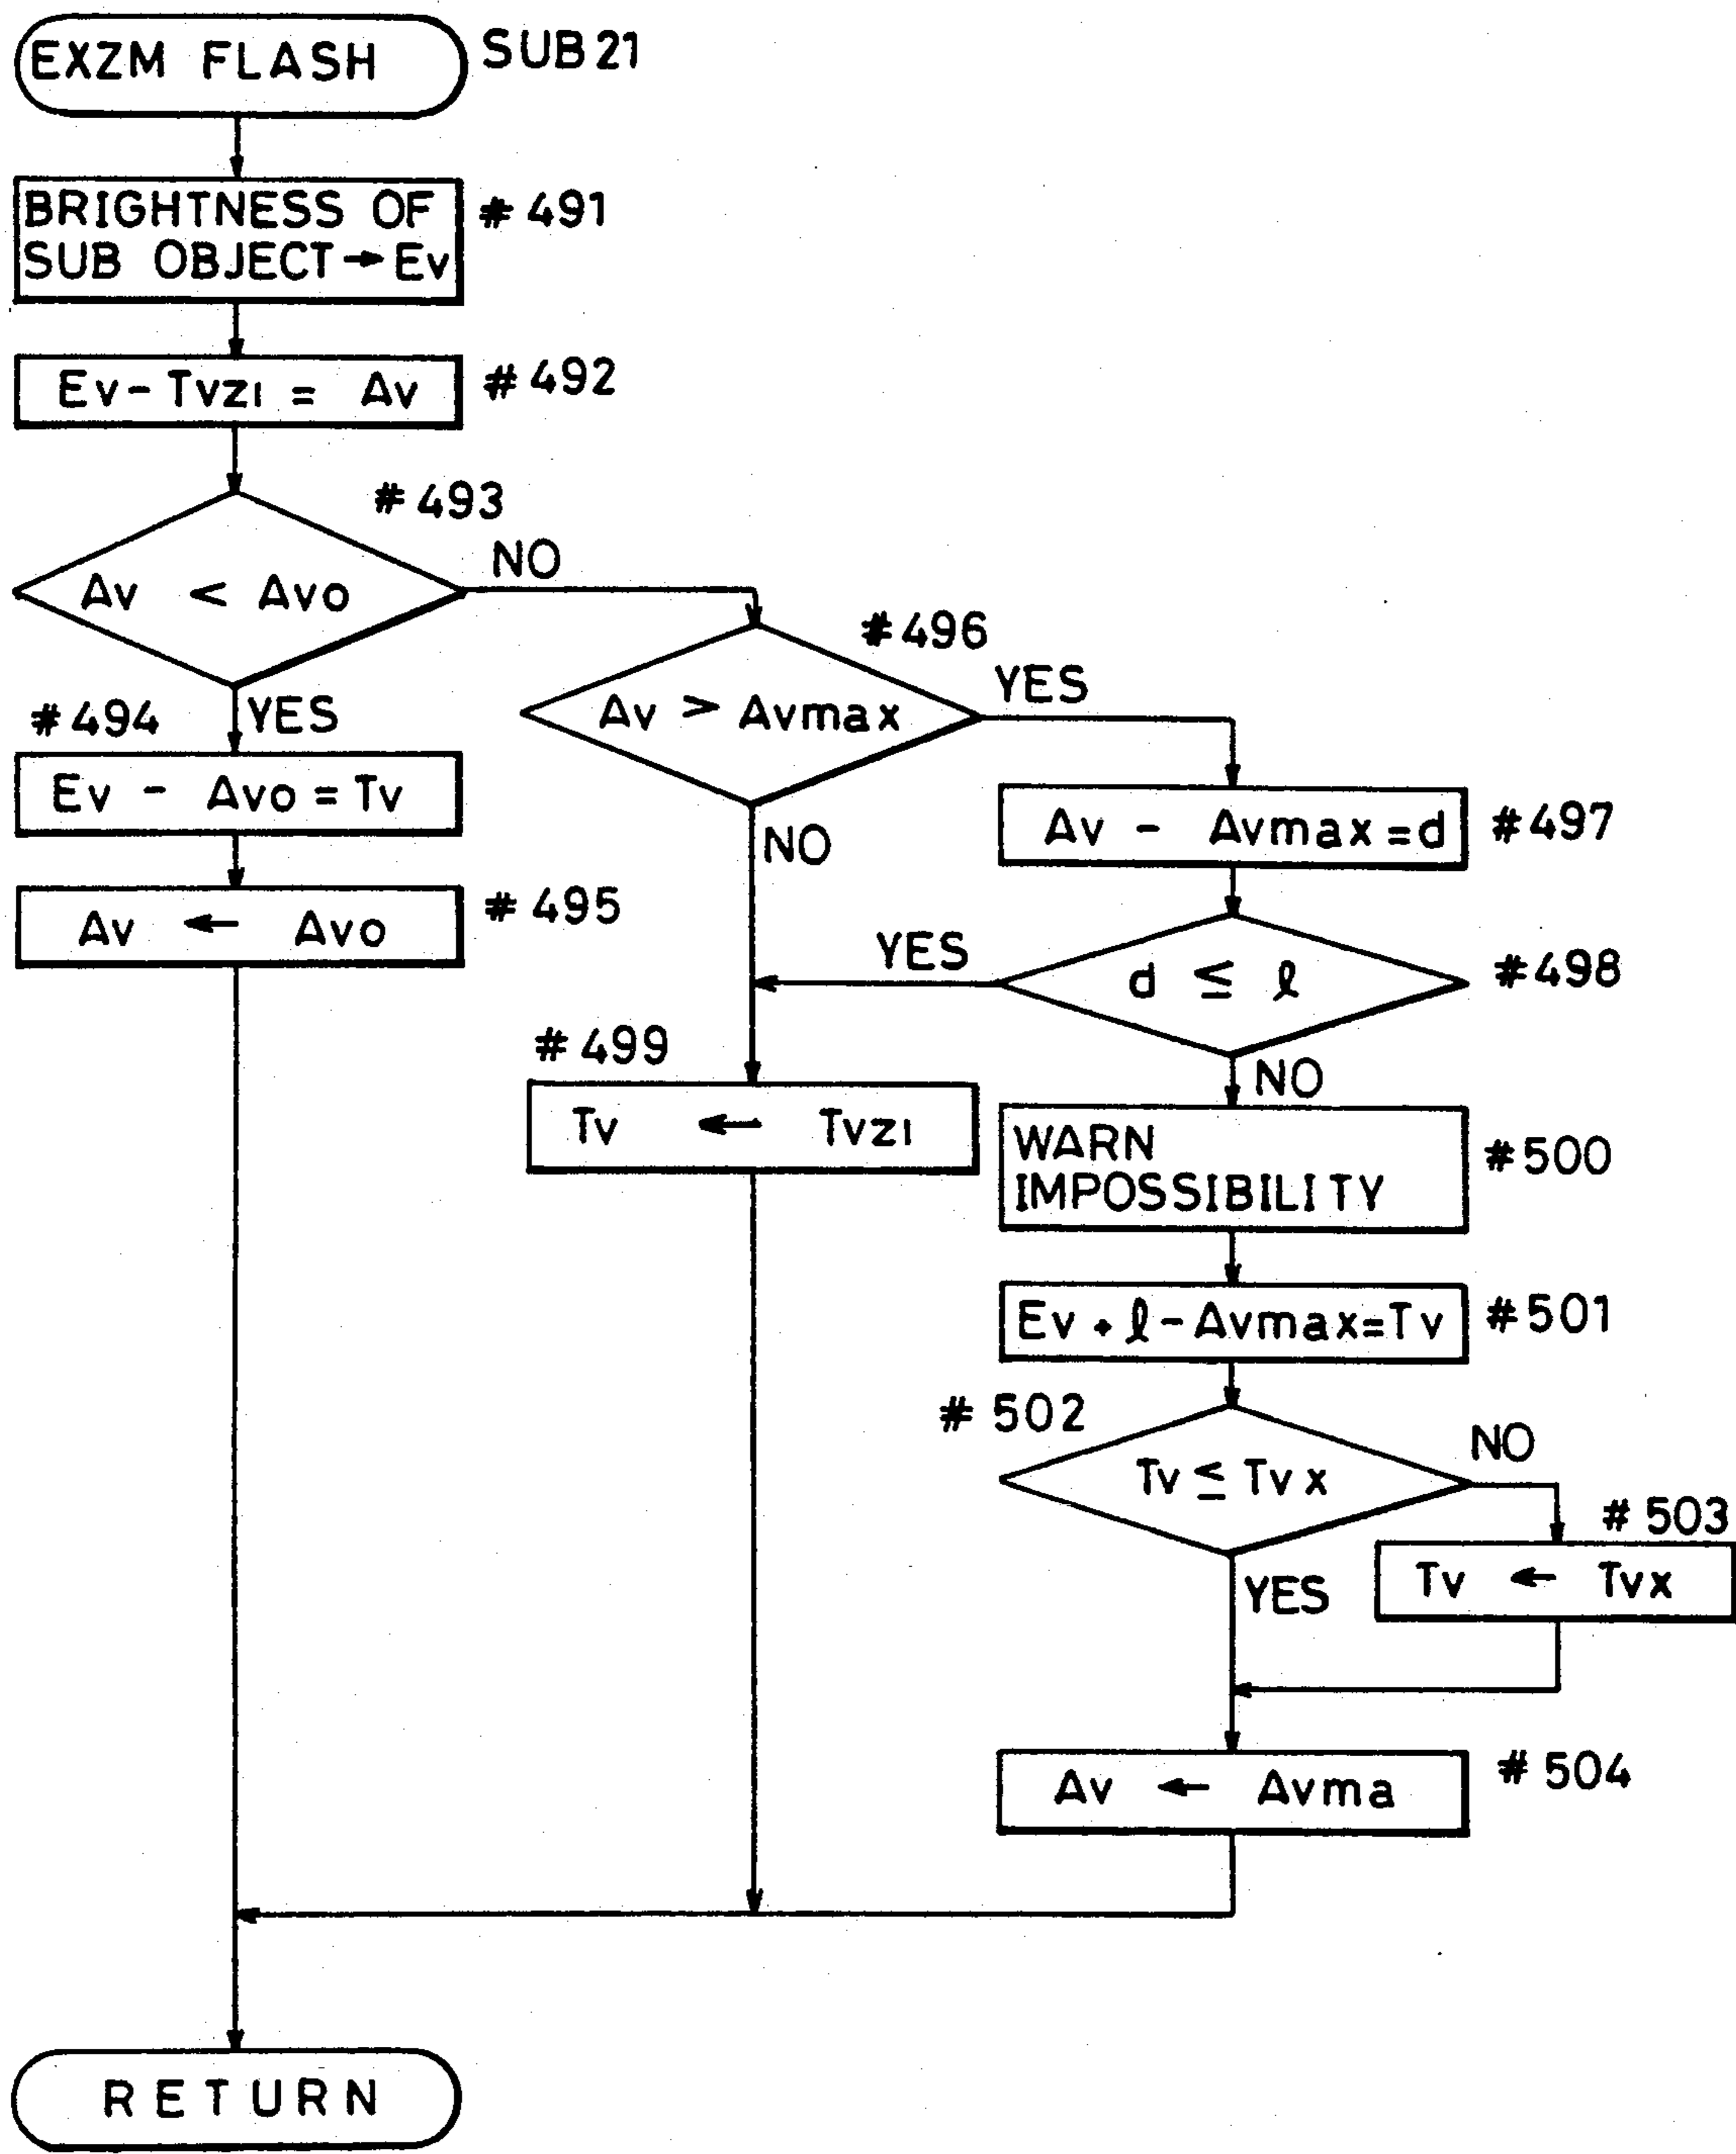 EXZM FLASH SUB21
BRIGHTNESS OF
SUB OBJECT→Ev
#491
Ev-Tvz1 = Av #492
#493
Av < Avo
NO
YES
#494
Ev - Avo = Tv
Av ← Avo #495
#496
Av > Avmax
YES
NO
Av - Avmax = d #497
d ≤ ℓ #498
YES
NO
#499
Tv ← Tvz1
WARN
IMPOSSIBILITY
#500
Ev + ℓ - Avmax = Tv #501
#502
Tv ≤ Tvx
NO
YES
#503
Tv ← Tvx
Av ← Avma #504
RETURN